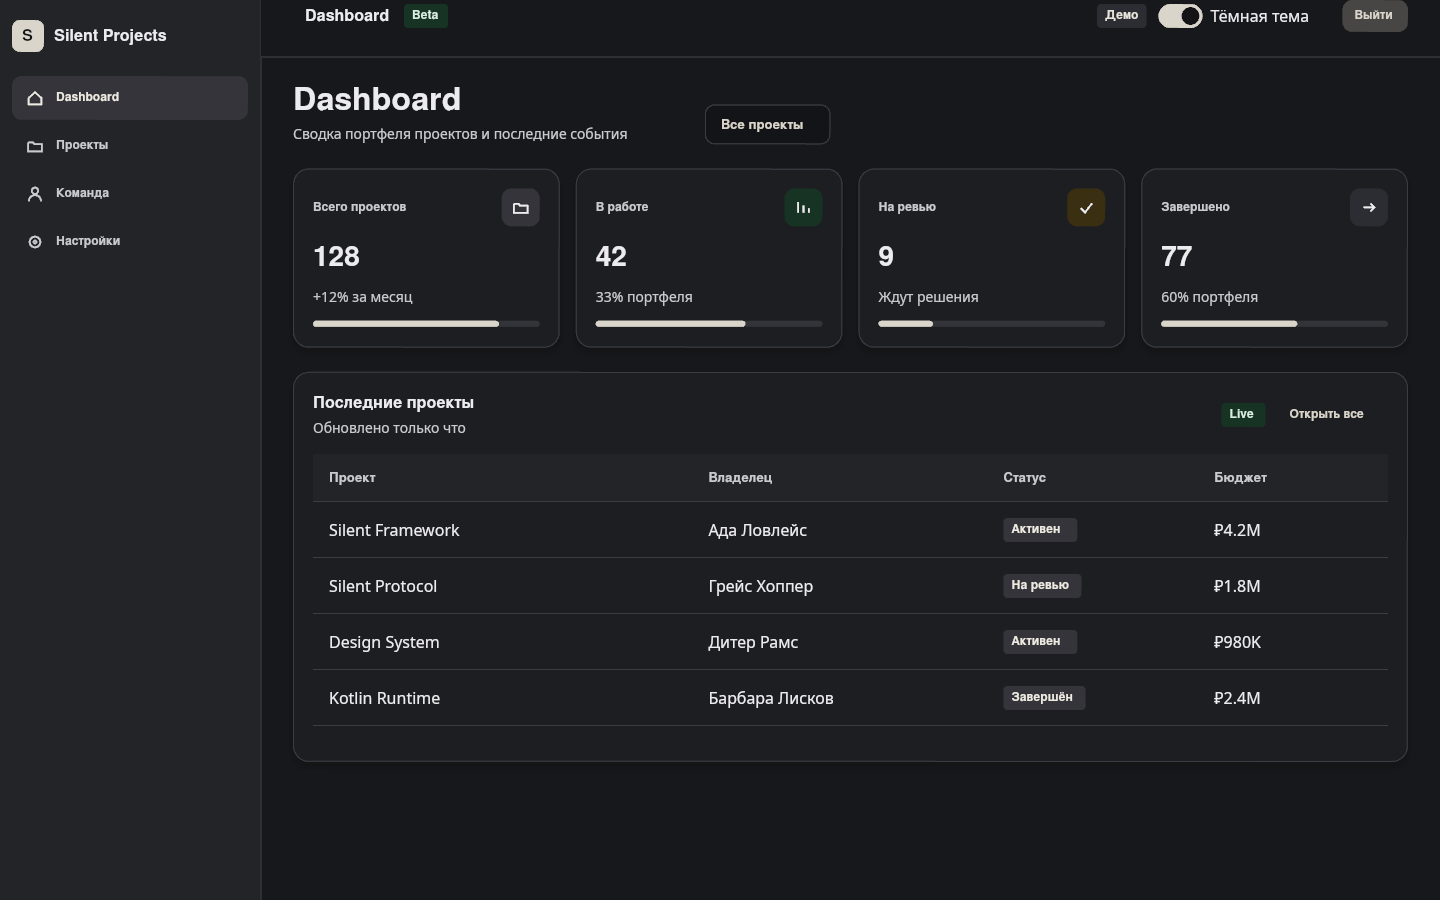 S Silent Projects
Dashboard
Проекты
Команда
Настройки
Dashboard Beta Демо Тёмная тема Выйти
Dashboard
Сводка портфеля проектов и последние события
Все проекты
Всего проектов
128
+12% за месяц
В работе
42
33% портфеля
На ревью
9
Ждут решения
Завершено
77
60% портфеля
Последние проекты
Обновлено только что
Live Открыть все
Проект Владелец Статус Бюджет
Silent Framework Ада Ловлейс Активен ₽4.2M
Silent Protocol Грейс Хоппер На ревью ₽1.8M
Design System Дитер Рамс Активен ₽980K
Kotlin Runtime Барбара Лисков Завершён ₽2.4M